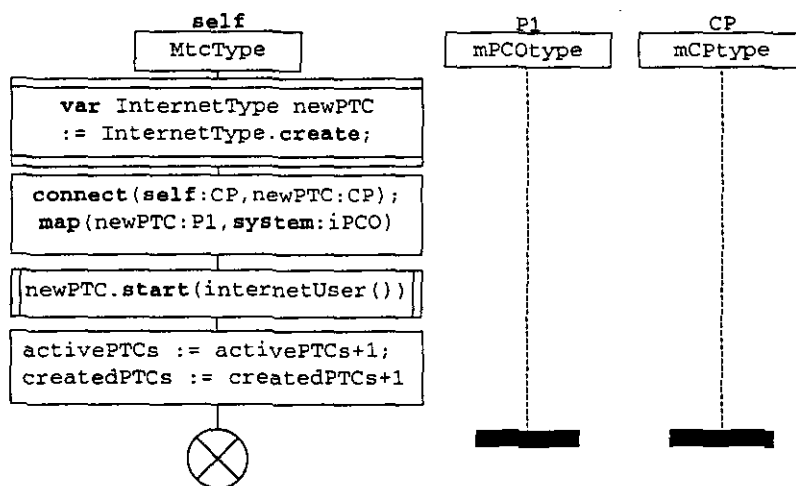 self P1 CP
MtcType mPCOtype mCPtype
var InternetType newPTC
:= InternetType.create;
connect(self:CP,newPTC:CP);
map(newPTC:P1,system:iPCO)
newPTC.start(internetUser())
activePTCs := activePTCs+1;
createdPTCs := createdPTCs+1